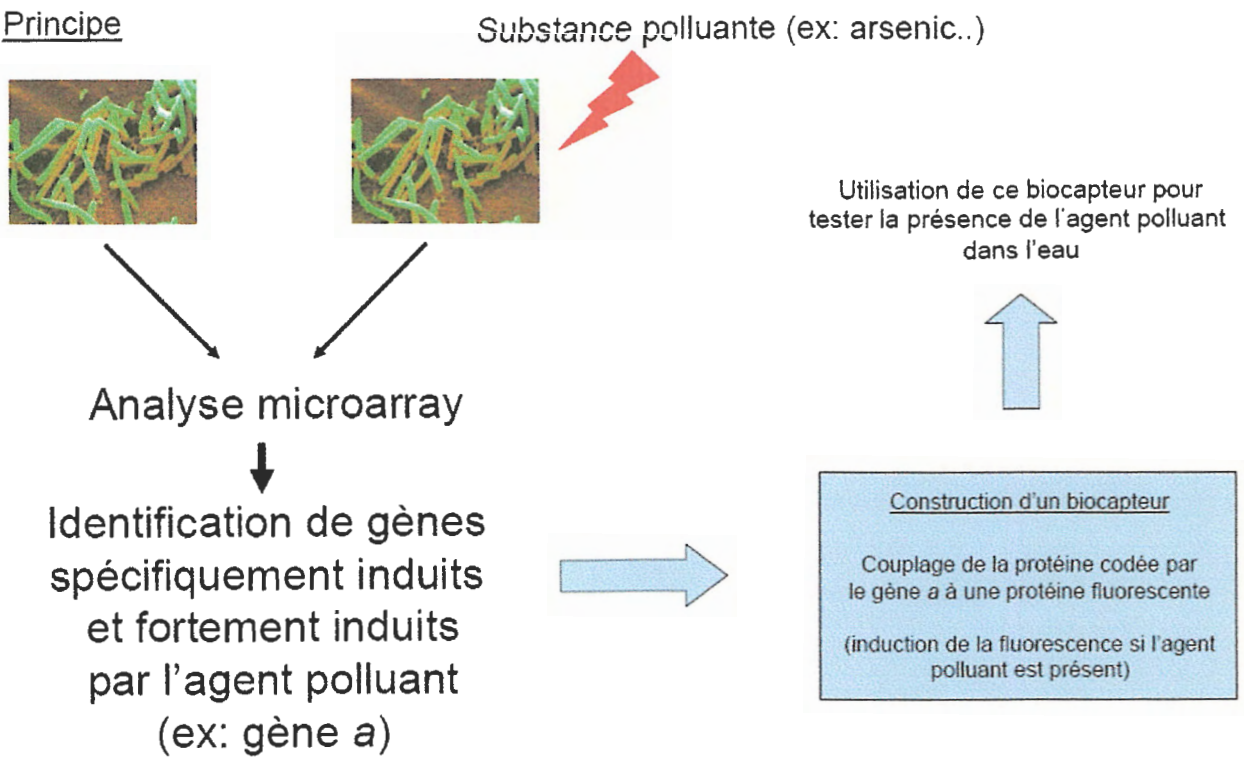 Principe
Substance polluante (ex: arsenic..)
Utilisation de ce biocapteur pour
tester la présence de l'agent polluant
dans l'eau
Analyse microarray
Identification de gènes
spécifiquement induits
et fortement induits
par l'agent polluant
(ex: gène a)
Construction d'un biocapteur
Couplage de la protéine codée par
le gène a à une protéine fluorescente
(induction de la fluorescence si l'agent
polluant est présent)